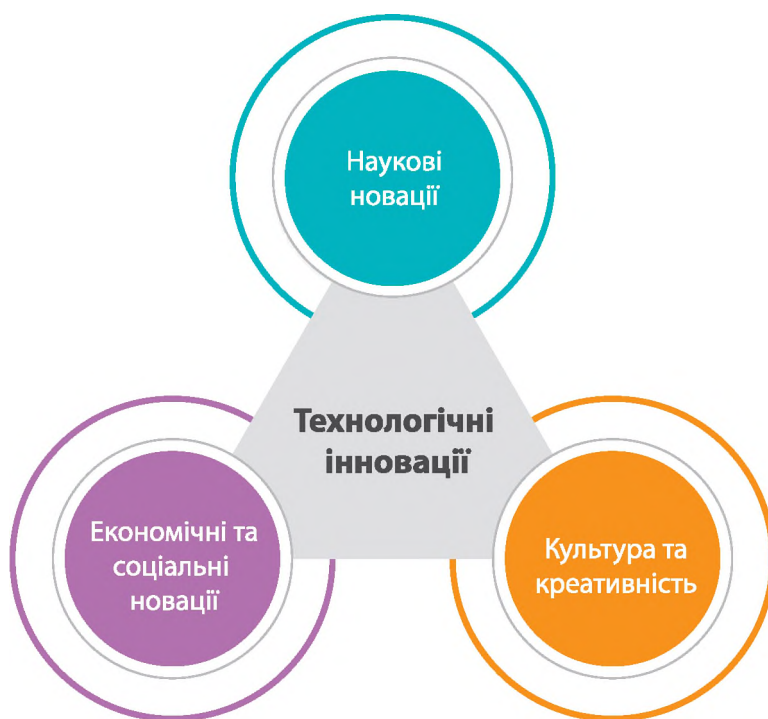 Наукові
новації
Технологічні
інновації
Економічні та
соціальні
новації
Культура та
креативність